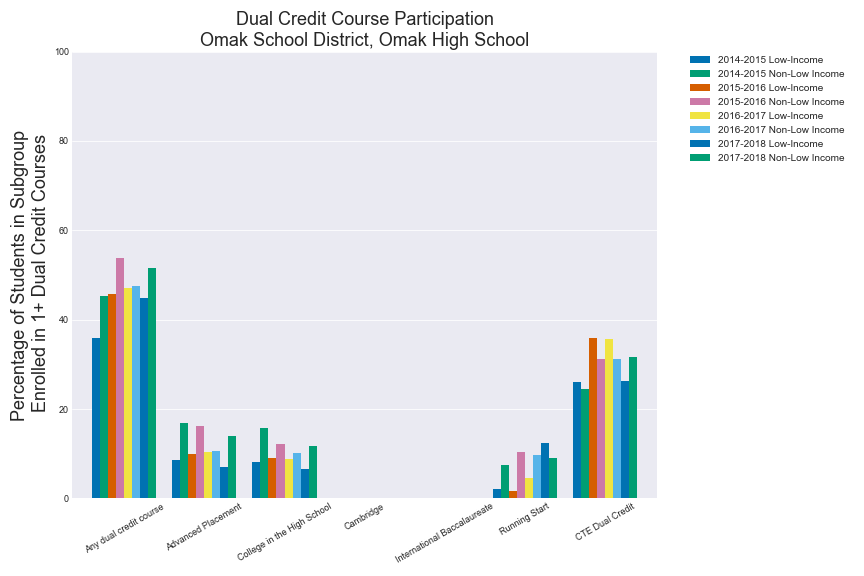 Dual Credit Course Participation
Omak School District, Omak High School
Percentage of Students in Subgroup
Enrolled in 1+ Dual Credit Courses
100
80
60
40
20
0
Any dual credit course
Advanced Placement
College in the High School
Cambridge
International Baccalaureate
Running Start
CTE Dual Credit
2014-2015 Low-Income
2014-2015 Non-Low Income
2015-2016 Low-Income
2015-2016 Non-Low Income
2016-2017 Low-Income
2016-2017 Non-Low Income
2017-2018 Low-Income
2017-2018 Non-Low Income